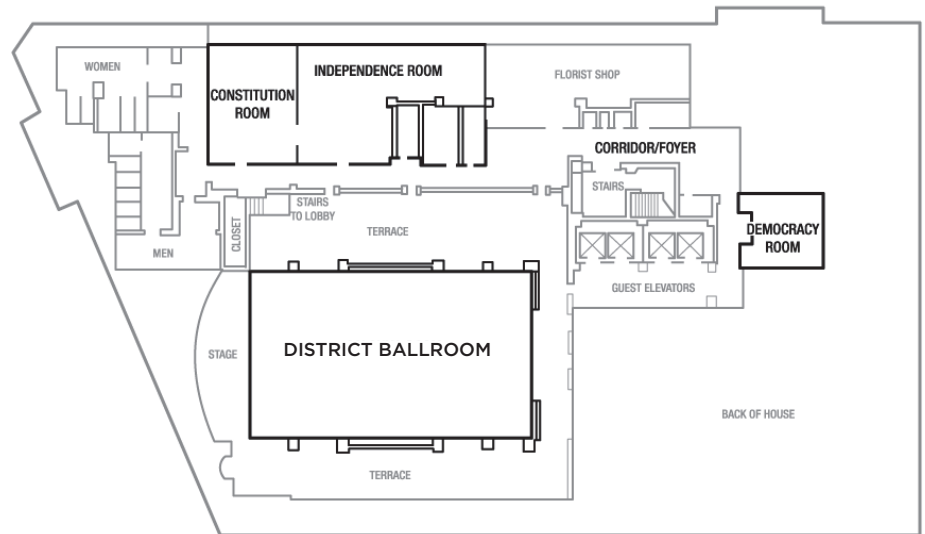 WOMEN
CONSTITUTION
ROOM
INDEPENDENCE ROOM
FLORIST SHOP
CORRIDOR/FOYER
STAIRS
STAIRS
TO LOBBY
CLOSET
MEN
TERRACE
DEMOCRACY
ROOM
GUEST ELEVATORS
STAGE
DISTRICT BALLROOM
BACK OF HOUSE
TERRACE